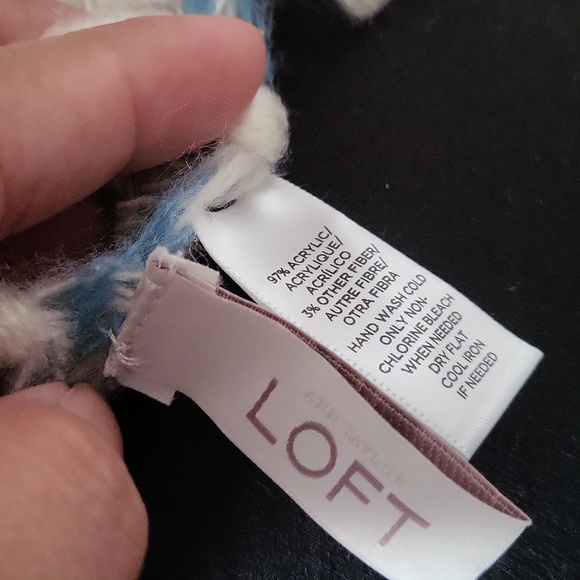 97% ACRYLIC/
ACRYLIQUE/
ACRÍLICO
3% OTHER FIBER/
AUTRE FIBRE/
OTRA FIBRA
HAND WASH COLD
ONLY NON-
CHLORINE BLEACH
WHEN NEEDED
DRY FLAT
COOL IRON
IF NEEDED
LOFT